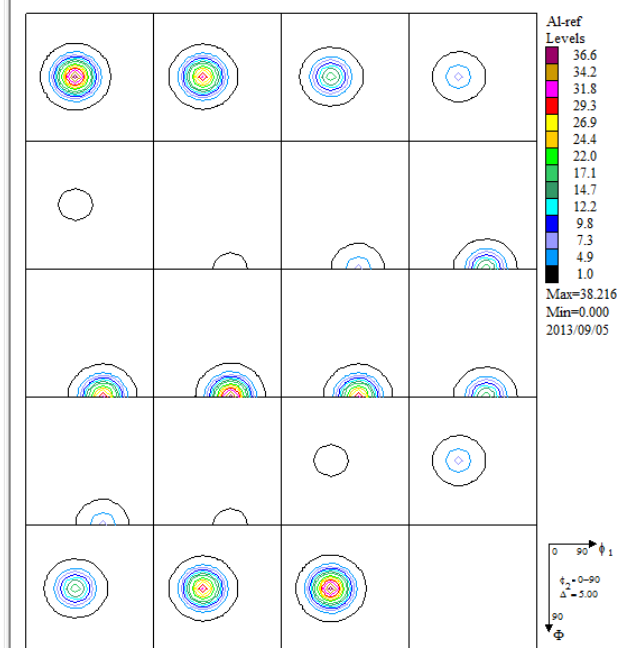 Al-ref
Levels
36.6
34.2
31.8
29.3
26.9
24.4
22.0
17.1
14.7
12.2
9.8
7.3
4.9
1.0
Max=38.216
Min=0.000
2013/09/05
0 90 ϕ1
ϕ2=0-90
Δ=5.00
90
Φ